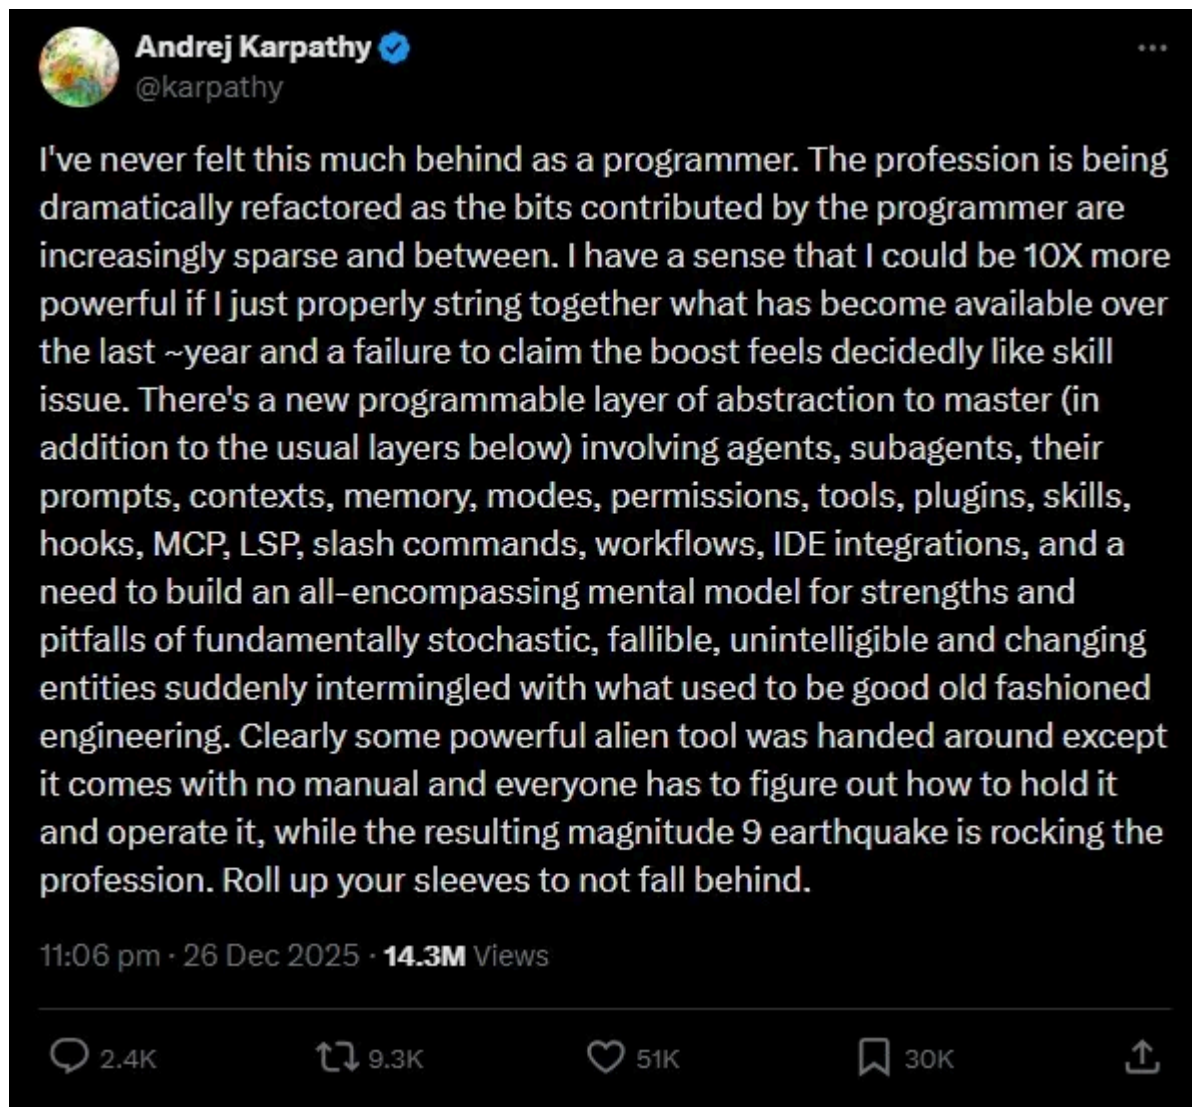 Andrej Karpathy
@karpathy
I've never felt this much behind as a programmer. The profession is being
dramatically refactored as the bits contributed by the programmer are
increasingly sparse and between. I have a sense that I could be 10X more
powerful if I just properly string together what has become available over
the last ~year and a failure to claim the boost feels decidedly like skill
issue. There's a new programmable layer of abstraction to master (in
addition to the usual layers below) involving agents, subagents, their
prompts, contexts, memory, modes, permissions, tools, plugins, skills,
hooks, MCP, LSP, slash commands, workflows, IDE integrations, and a
need to build an all-encompassing mental model for strengths and
pitfalls of fundamentally stochastic, fallible, unintelligible and changing
entities suddenly intermingled with what used to be good old fashioned
engineering. Clearly some powerful alien tool was handed around except
it comes with no manual and everyone has to figure out how to hold it
and operate it, while the resulting magnitude 9 earthquake is rocking the
profession. Roll up your sleeves to not fall behind.
11:06 pm · 26 Dec 2025 · 14.3M Views
2.4K 9.3K 51K 30K